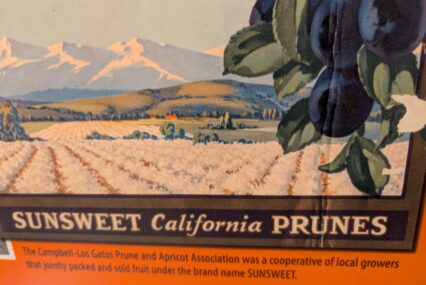 SUNSWEET California PRUNES
The Campbell-Los Gatos Prune and Apricot Association was a cooperative of local growers
that jointly packed and sold fruit under the brand name SUNSWEET.